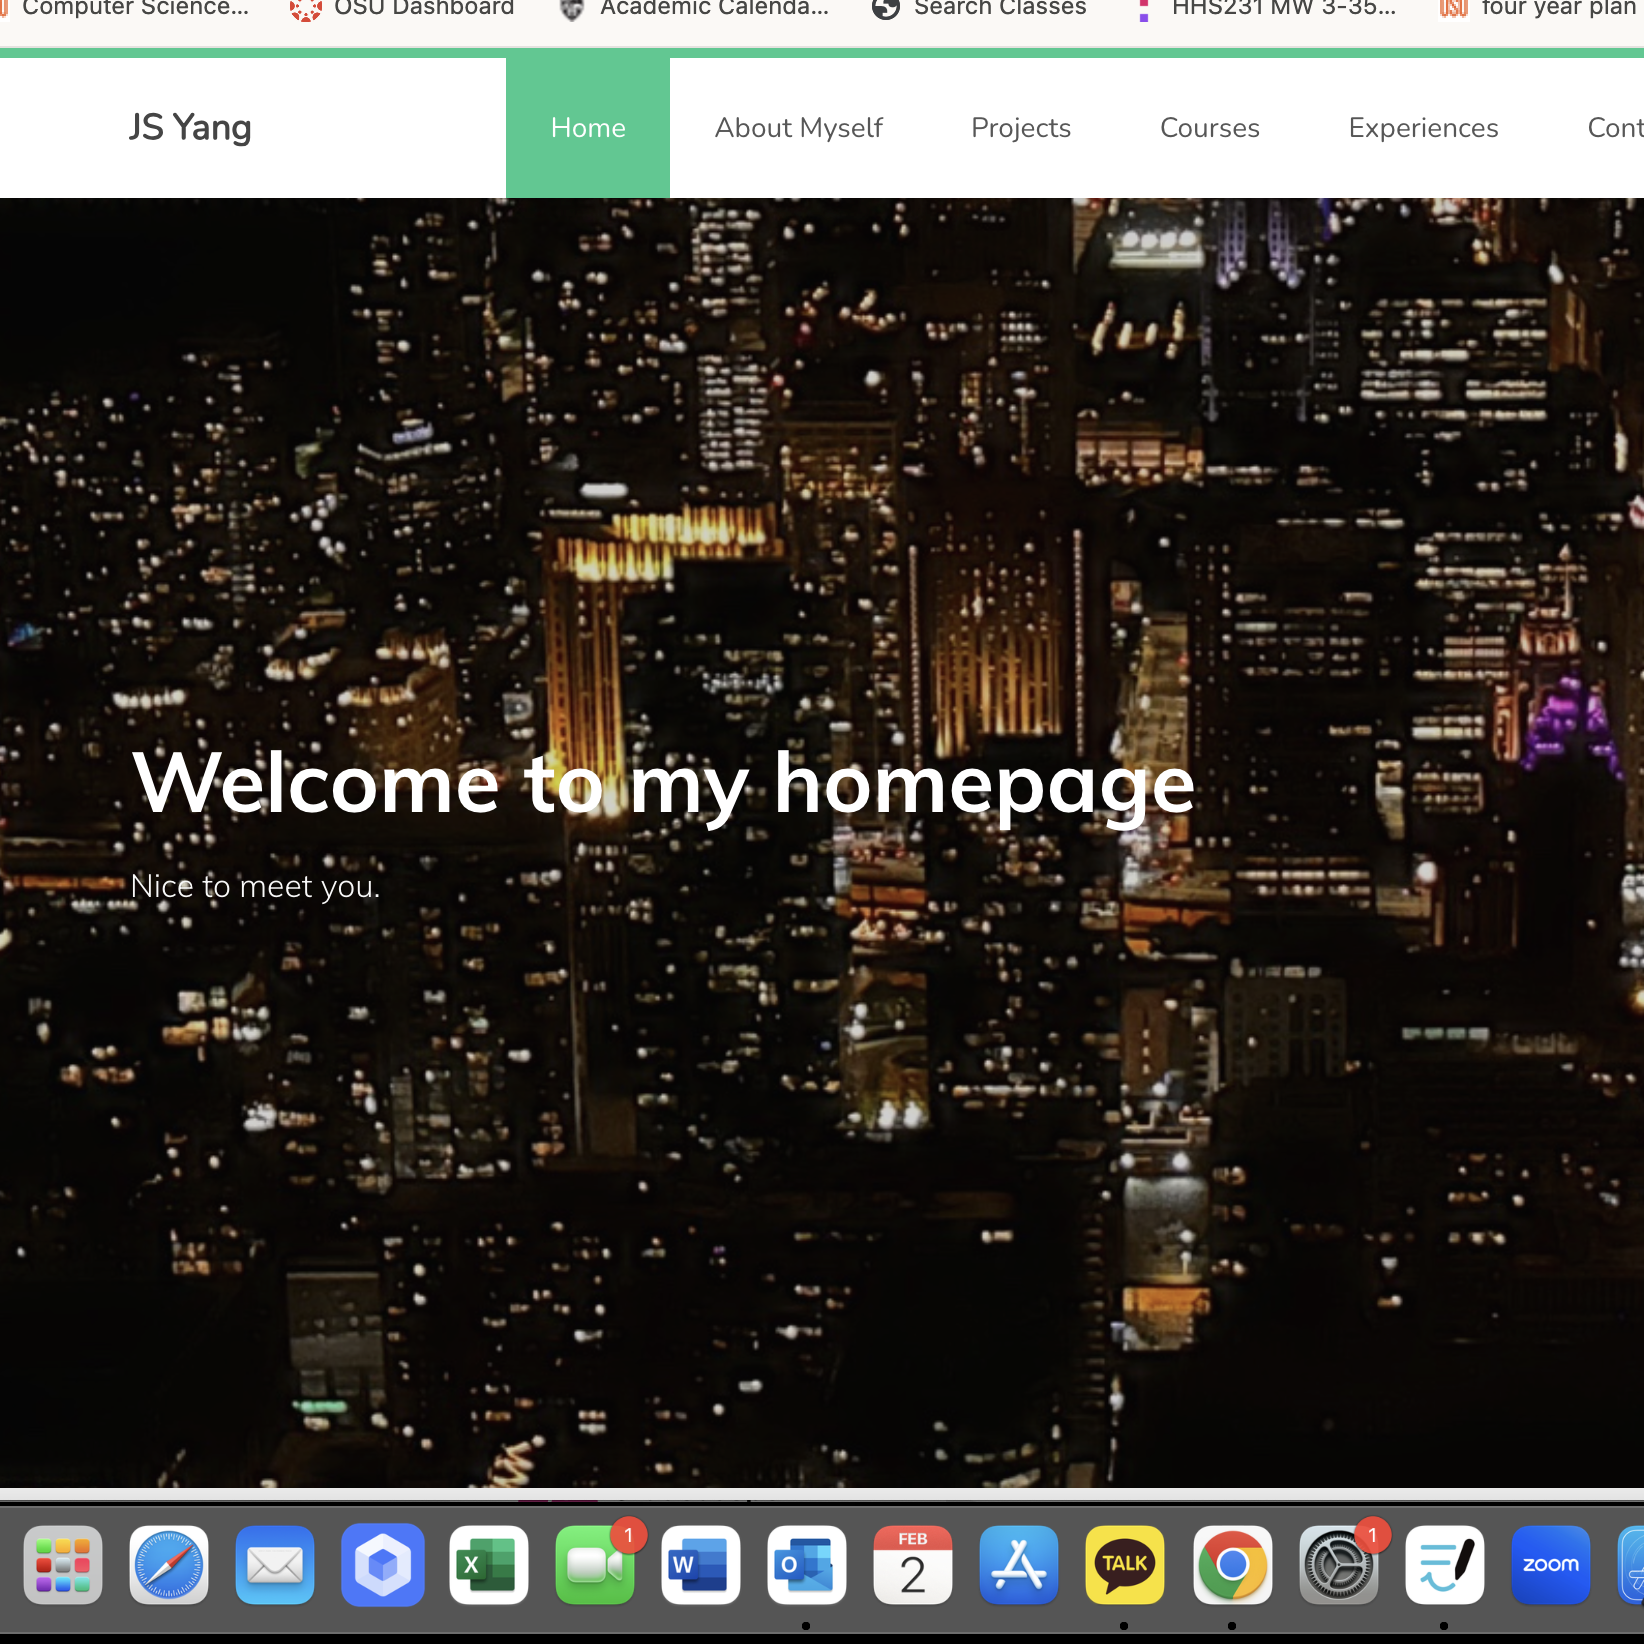 Computer Science... OSU Dashboard Academic Calenda... Search Classes HHS231 MW 3-35... OSU four year plan
JS Yang Home About Myself Projects Courses Experiences Cont
Welcome to my homepage
Nice to meet you.
X 1 W O FEB 2 TALK 1 zoom